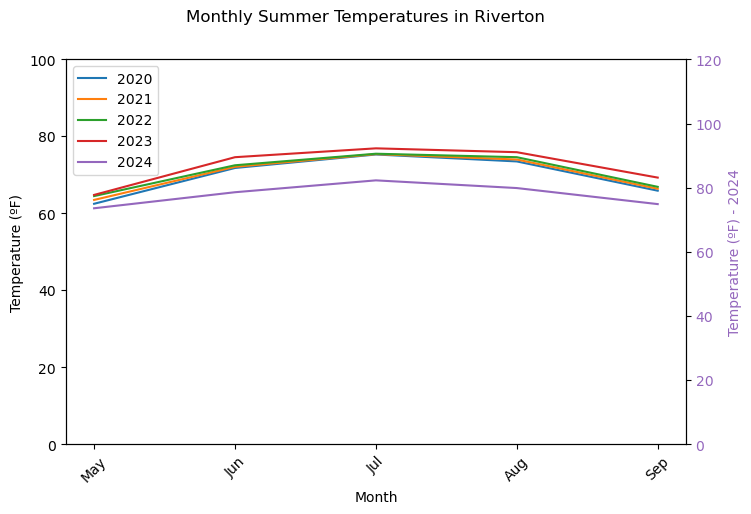 Monthly Summer Temperatures in Riverton
100
80
60
40
20
0
Temperature (ºF)
2020
2021
2022
2023
2024
120
100
80
60
40
20
0
Temperature (ºF) - 2024
May
Jun
Jul
Aug
Sep
Month